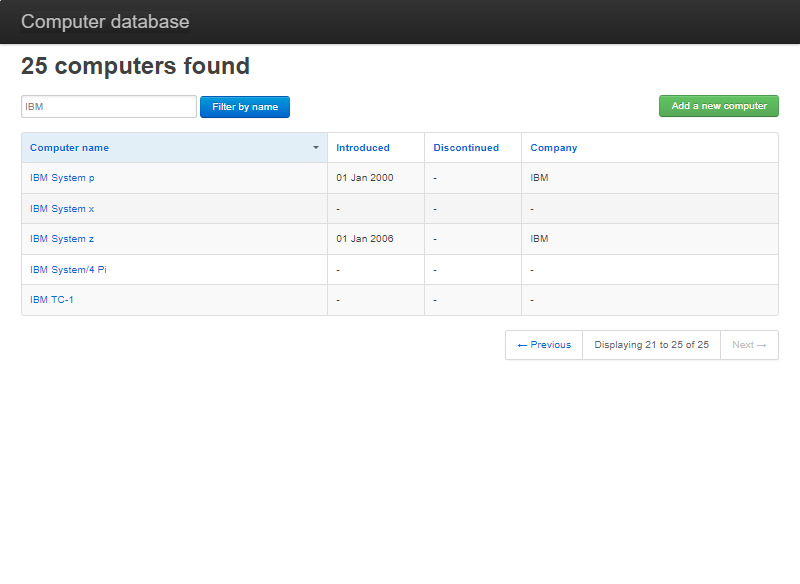 Computer database
25 computers found
IBM Filter by name Add a new computer
Computer name Introduced Discontinued Company
IBM System p 01 Jan 2000 - IBM
IBM System x - - -
IBM System z 01 Jan 2006 - IBM
IBM System/4 Pi - - -
IBM TC-1 - - -
← Previous Displaying 21 to 25 of 25 Next →